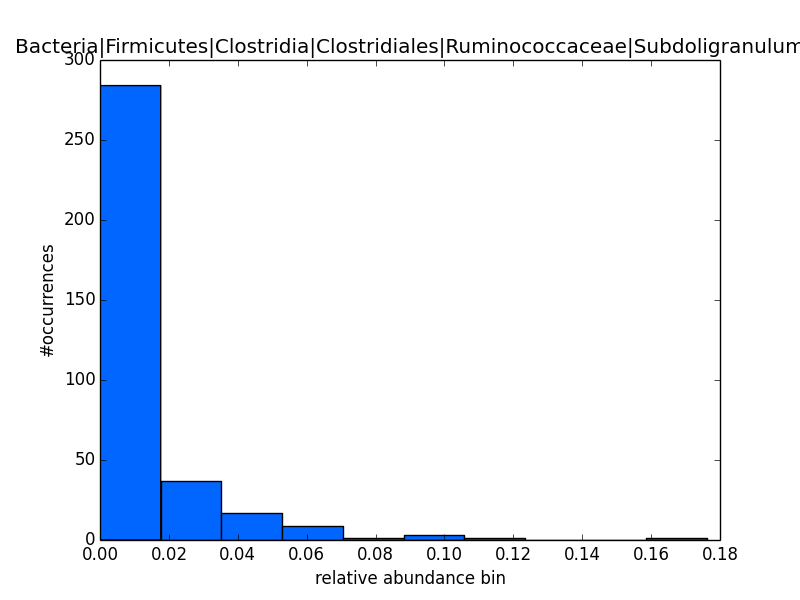 Bacteria|Firmicutes|Clostridia|Clostridiales|Ruminococcaceae|Subdoligranulum
300
250
200
150
100
50
0
#occurrences
0.00 0.02 0.04 0.06 0.08 0.10 0.12 0.14 0.16 0.18
relative abundance bin